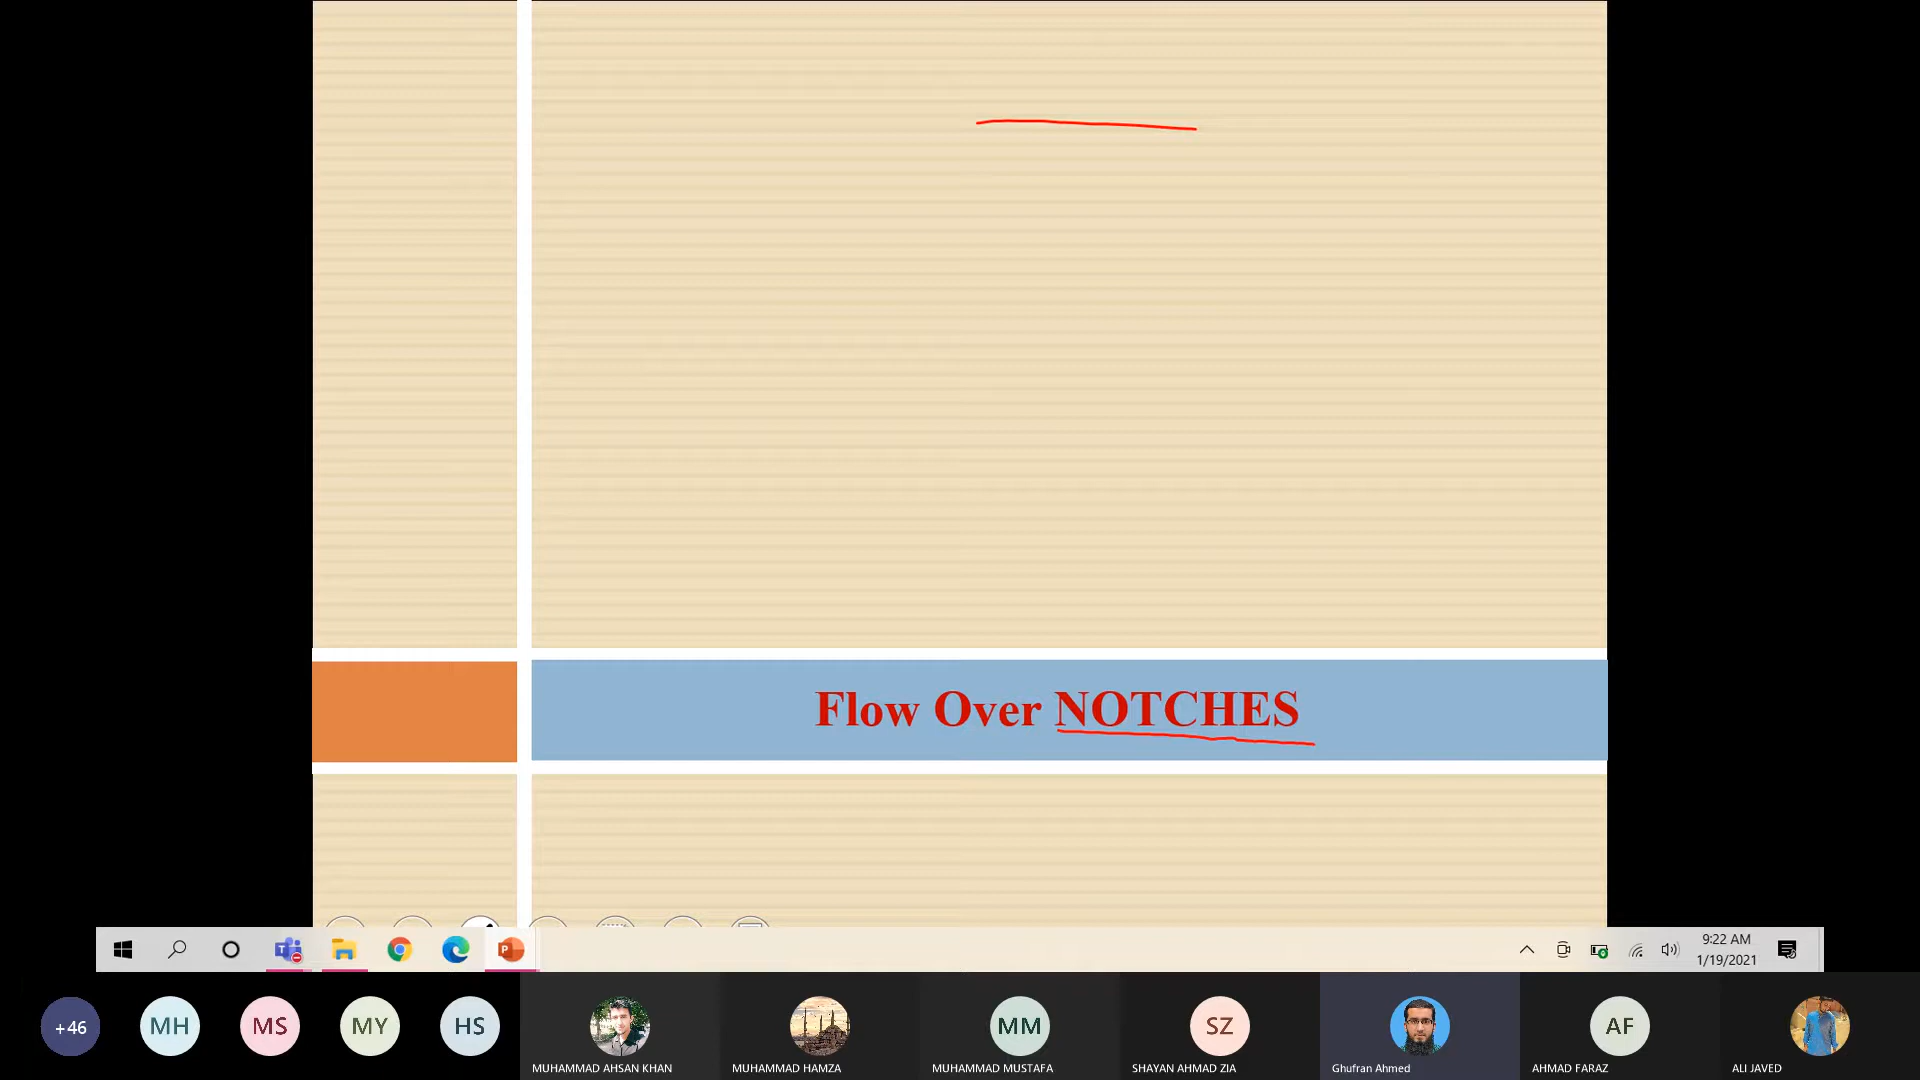 Flow Over NOTCHES
9:22 AM
1/19/2021
+46
MH
MS
MY
HS
MM
SZ
AF
MUHAMMAD AHSAN KHAN
MUHAMMAD HAMZA
MUHAMMAD MUSTAFA
SHAYAN AHMAD ZIA
Ghufran Ahmed
AHMAD FARAZ
ALI JAVED